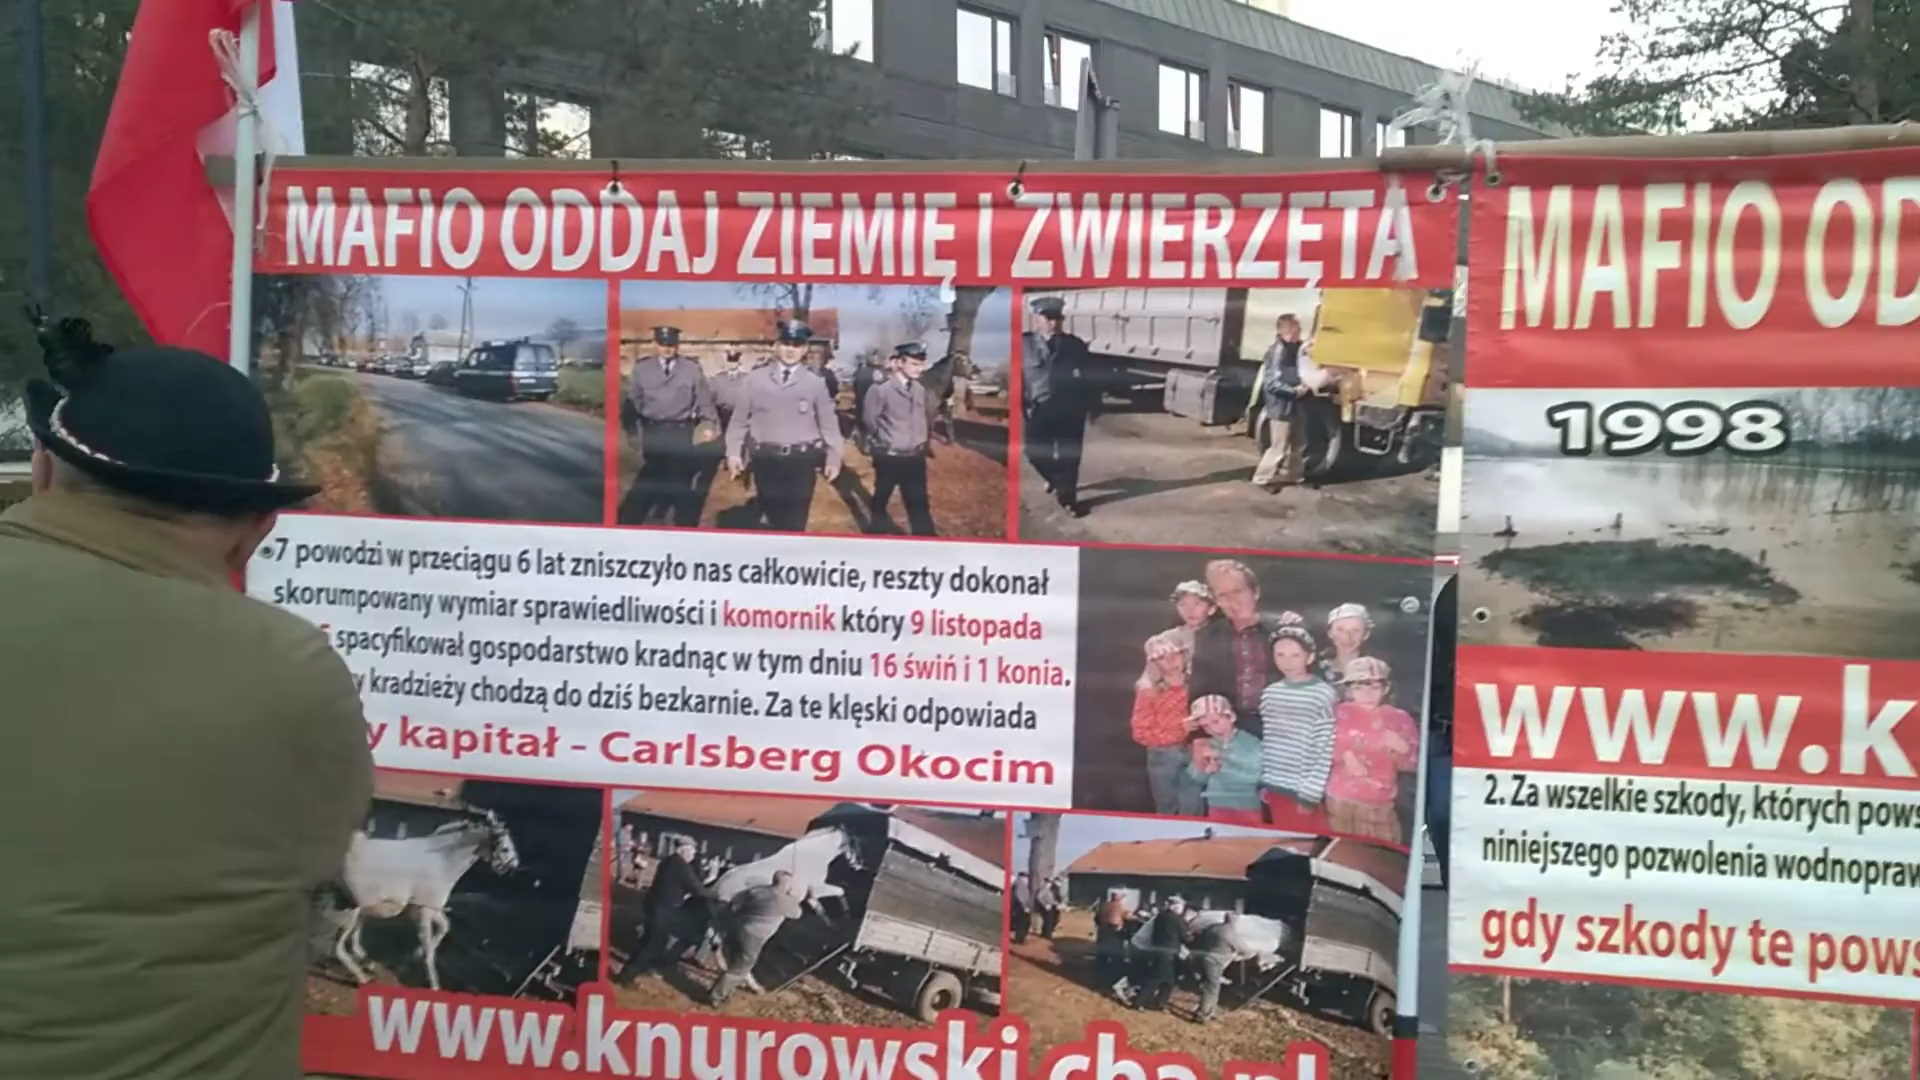 MAFIO ODDAJ ZIEMIĘ I ZWIERZĘTA
7 powodzi w przeciągu 6 lat zniszczyło nas całkowicie, reszty dokonał
skorumpowany wymiar sprawiedliwości i komornik który 9 listopada
spacyfikował gospodarstwo kradnąc w tym dniu 16 świń i 1 konia.
kradzieży chodzą do dziś bezkarnie. Za te klęski odpowiada
kapitał - Carlsberg Okocim
www.knurowski.cba.pl
MAFIO OD
1998
www.k
2. Za wszelkie szkody, których pows
niniejszego pozwolenia wodnopraw
gdy szkody te pows